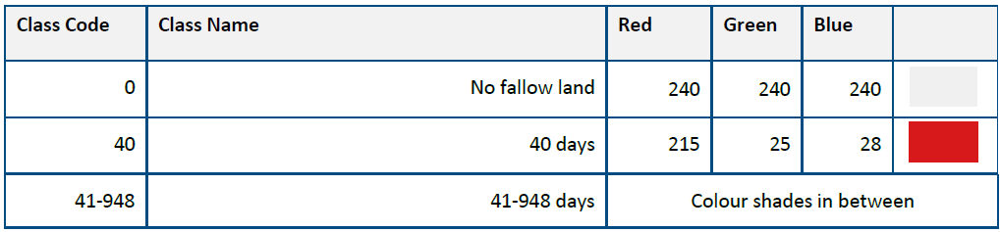 Class Code Class Name Red Green Blue
0 No fallow land 240 240 240
40 40 days 215 25 28
41-948 41-948 days Colour shades in between